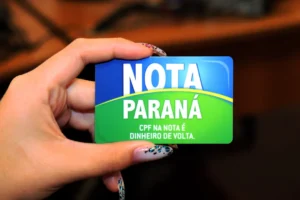 NOTA
PARANÁ
CPF NA NOTA É
DINHEIRO DE VOLTA.